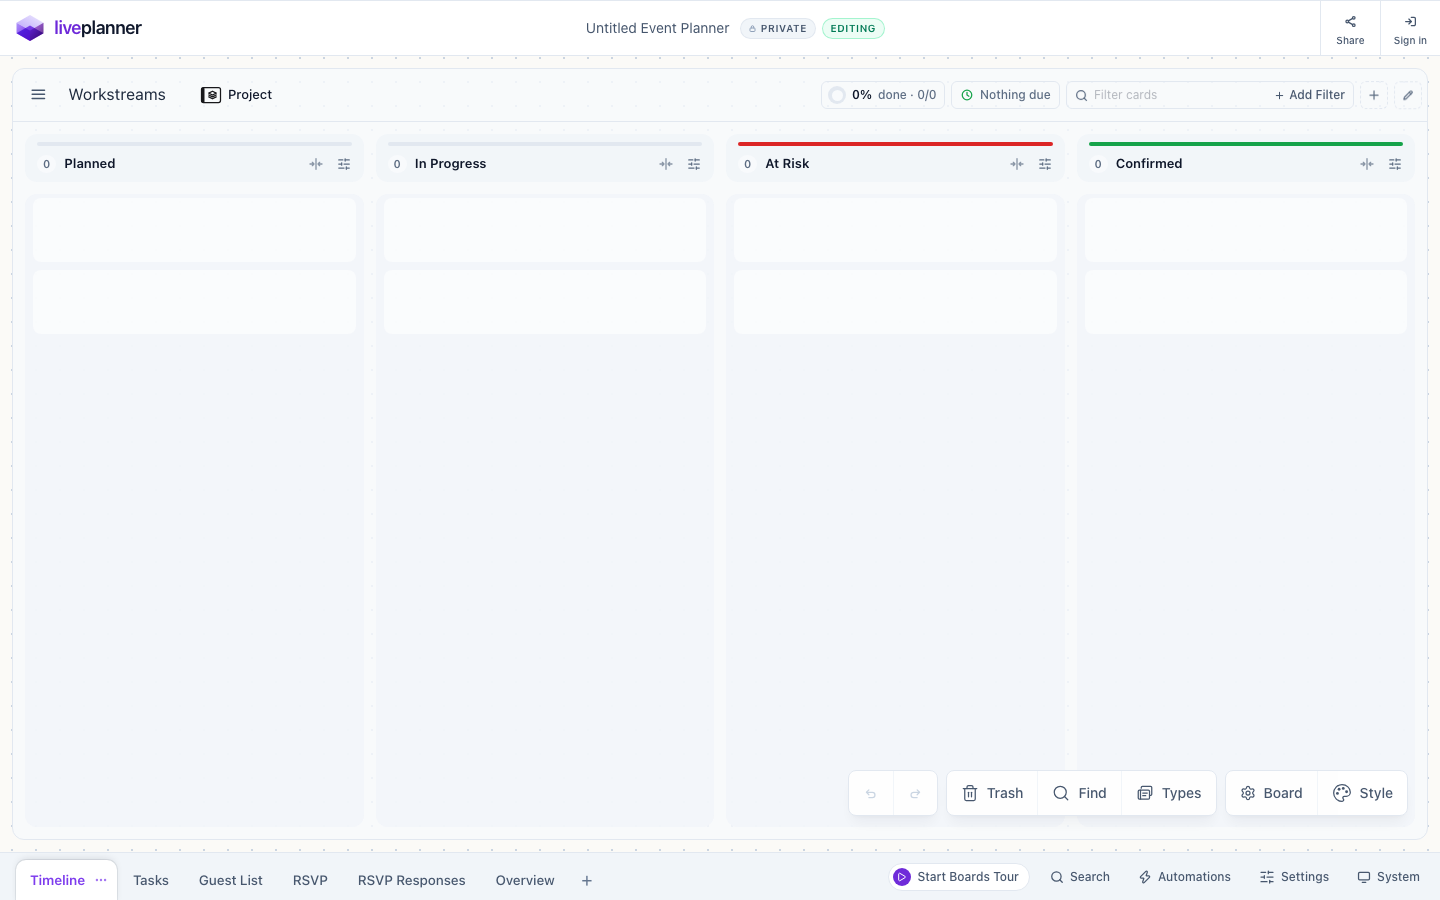 liveplanner
Untitled Event Planner PRIVATE EDITING
Share
Sign in
Workstreams Project
0% done · 0/0 Nothing due Filter cards + Add Filter
0 Planned
0 In Progress
0 At Risk
0 Confirmed
Trash Find Types Board Style
Timeline ··· Tasks Guest List RSVP RSVP Responses Overview +
Start Boards Tour Search Automations Settings System